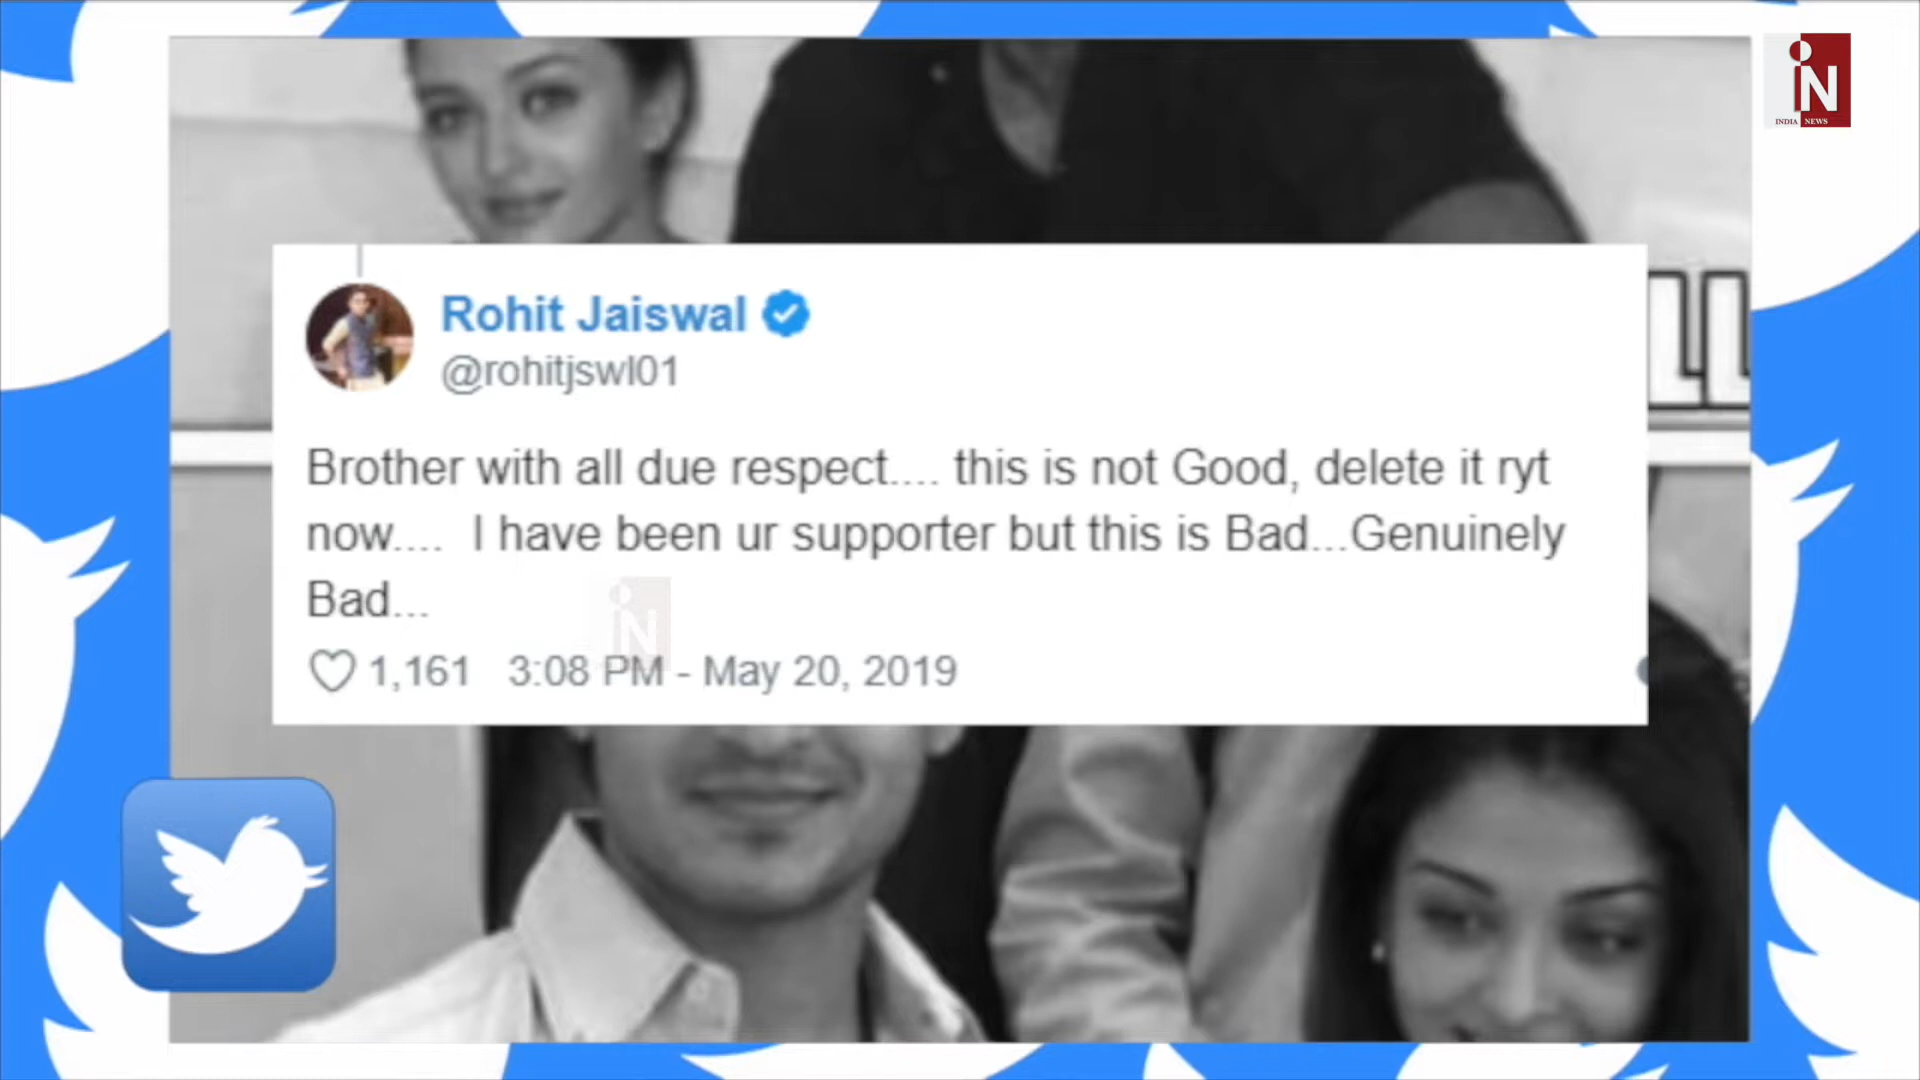 iN
INDIA NEWS
Rohit Jaiswal
@rohitjswl01
Brother with all due respect.... this is not Good, delete it ryt
now.... I have been ur supporter but this is Bad...Genuinely
Bad...
iN
1,161 3:08 PM - May 20, 2019